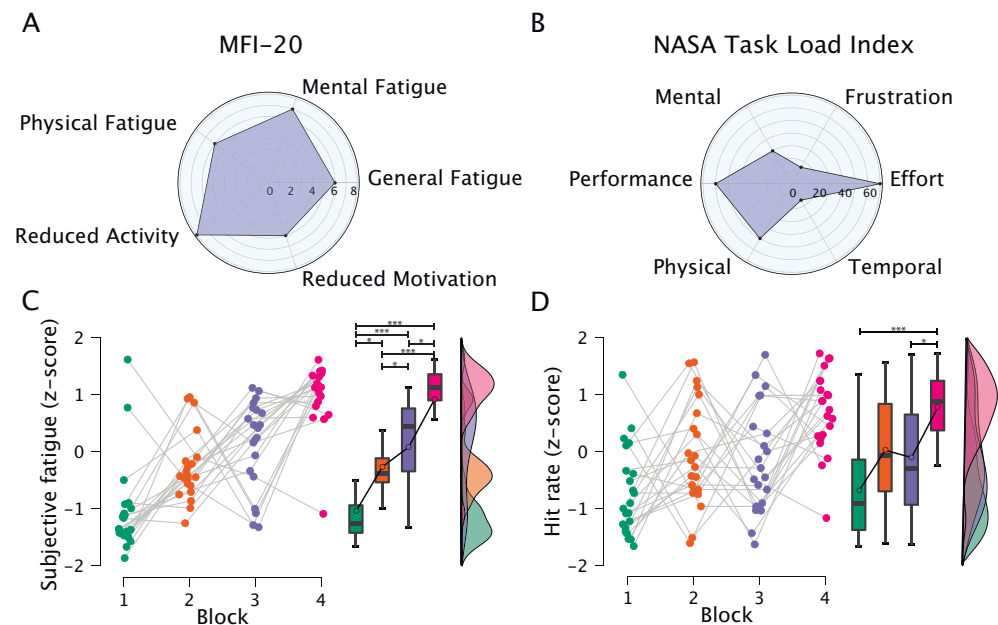 A
MFI-20
Mental Fatigue
Physical Fatigue
General Fatigue
0 2 4 6 8
Reduced Activity
Reduced Motivation
B
NASA Task Load Index
Mental
Frustration
Performance
Effort
0 20 40 60
Physical
Temporal
C
Subjective fatigue (z-score)
2
1
0
-1
-2
***
***
*
*
***
*
1 2 3 4
Block
D
Hit rate (z-score)
2
1
0
-1
-2
***
*
1 2 3 4
Block